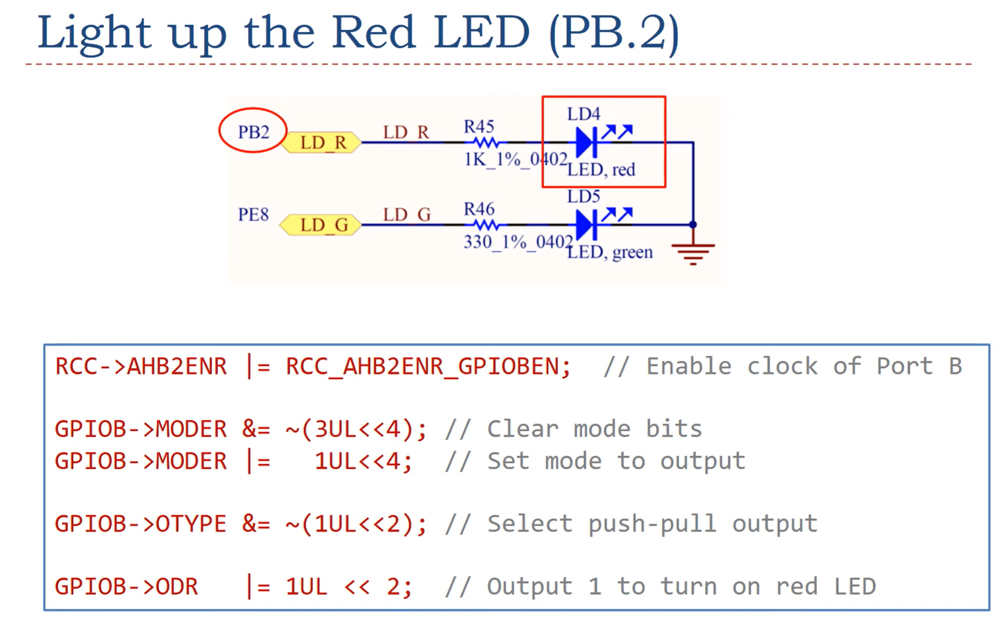 Light up the Red LED (PB.2)
PB2
LD_R
LD_R
R45
1K_1%_0402
LD4
LED, red
PE8
LD_G
LD_G
R46
330_1%_0402
LD5
LED, green
RCC->AHB2ENR |= RCC_AHB2ENR_GPIOBEN;  // Enable clock of Port B
GPIOB->MODER &= ~(3UL<<4); // Clear mode bits
GPIOB->MODER |=   1UL<<4;  // Set mode to output
GPIOB->OTYPE &= ~(1UL<<2); // Select push-pull output
GPIOB->ODR   |= 1UL << 2;  // Output 1 to turn on red LED